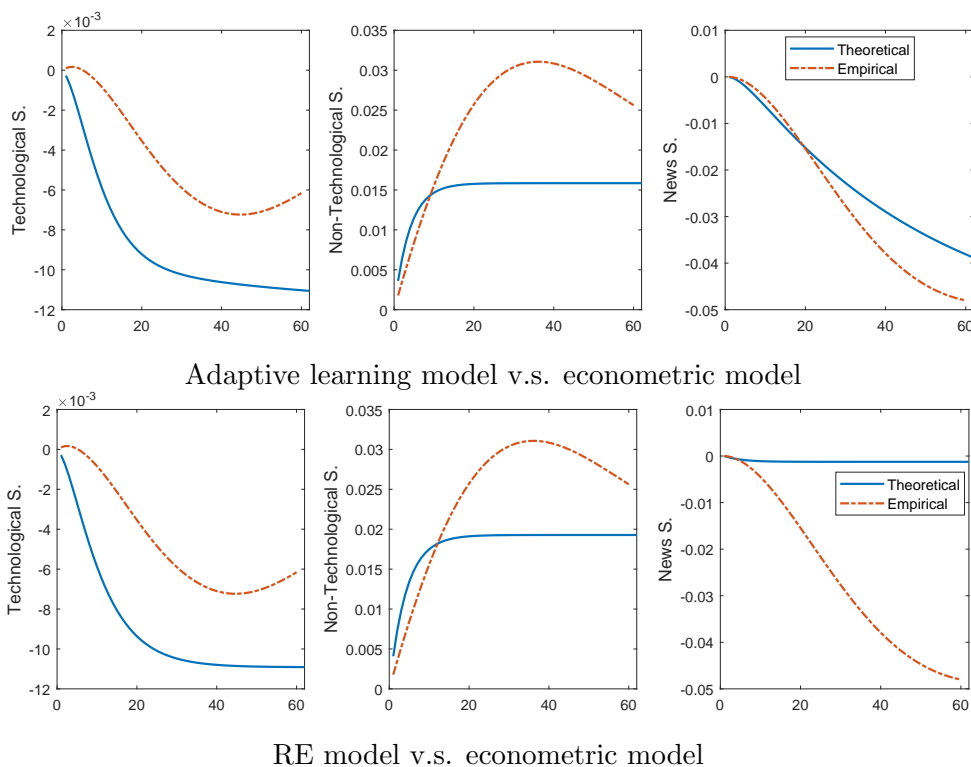 ×10⁻³
2
0
-2
-4
-6
-8
-10
-12
0 20 40 60
Technological S.
0.035
0.03
0.025
0.02
0.015
0.01
0.005
0
0 20 40 60
Non-Technological S.
0.01
0
-0.01
-0.02
-0.03
-0.04
-0.05
0 20 40 60
News S.
Theoretical
Empirical
Adaptive learning model v.s. econometric model
×10⁻³
2
0
-2
-4
-6
-8
-10
-12
0 20 40 60
Technological S.
0.035
0.03
0.025
0.02
0.015
0.01
0.005
0
0 20 40 60
Non-Technological S.
0.01
0
-0.01
-0.02
-0.03
-0.04
-0.05
0 20 40 60
News S.
Theoretical
Empirical
RE model v.s. econometric model